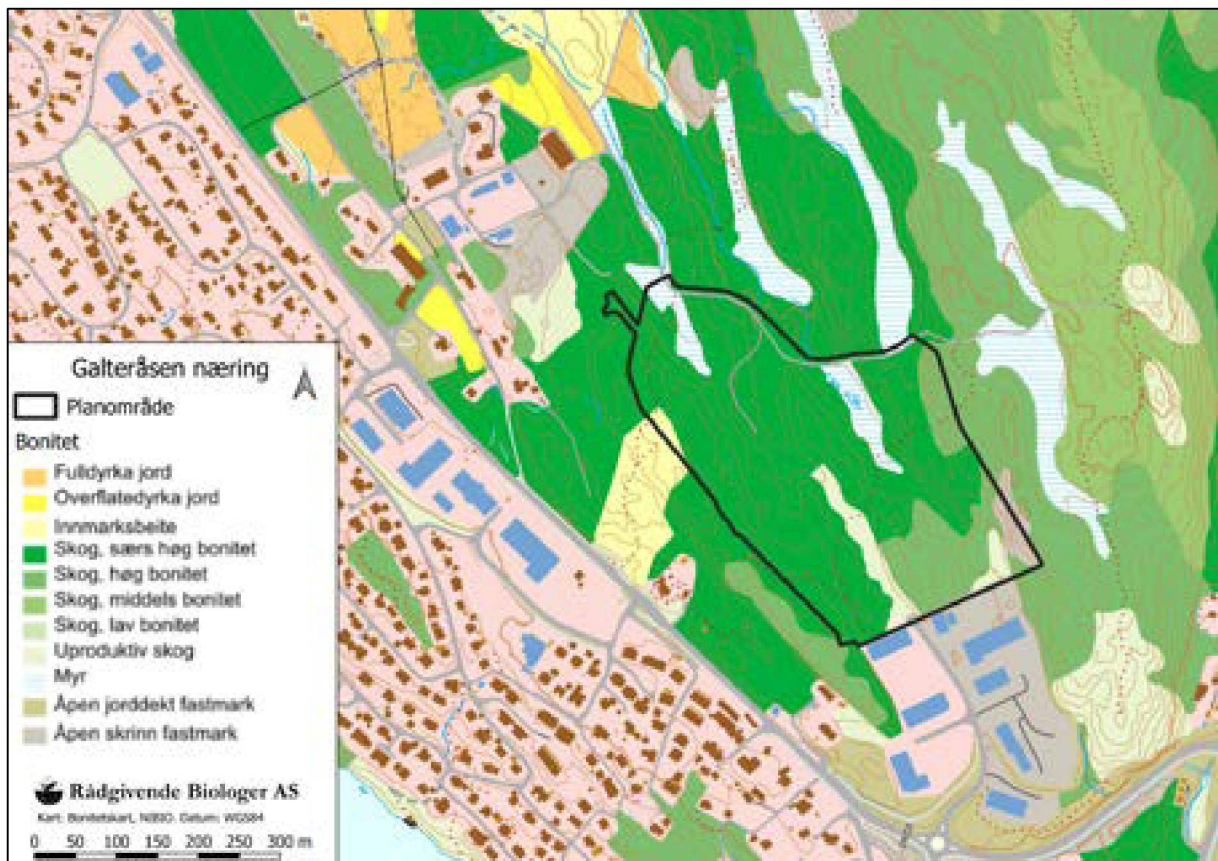 Galteråsen næring
Planområde
Bonitet
Fulldyrka jord
Overflatedyrka jord
Innmarksbeite
Skog, særs høg bonitet
Skog, høg bonitet
Skog, middels bonitet
Skog, lav bonitet
Uproduktiv skog
Myr
Åpen jorddekt fastmark
Åpen skrinn fastmark
Rådgivende Biologer AS
Kart: Bonitetskart, NIBIO. Datum: WGS84
0 50 100 150 200 250 300 m